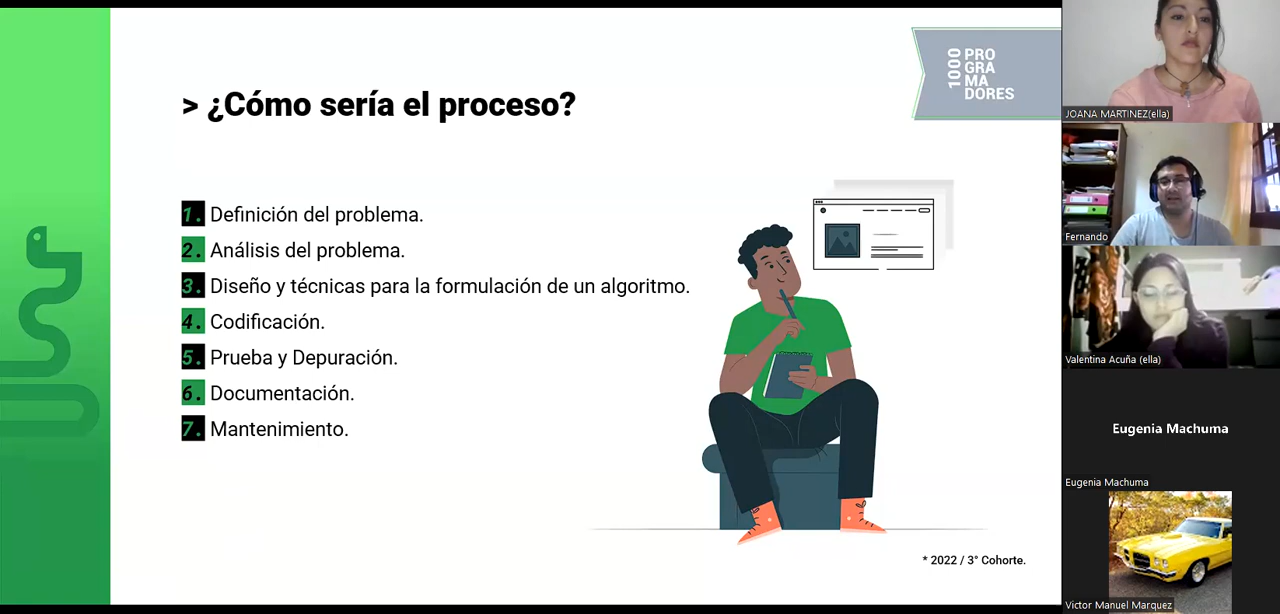 1000
PRO
GRA
MA
DORES
> ¿Cómo sería el proceso?
1. Definición del problema.
2. Análisis del problema.
3. Diseño y técnicas para la formulación de un algoritmo.
4. Codificación.
5. Prueba y Depuración.
6. Documentación.
7. Mantenimiento.
* 2022 / 3° Cohorte.
JOANA MARTINEZ(ella)
Fernando
Valentina Acuña (ella)
Eugenia Machuma
Eugenia Machuma
Victor Manuel Marquez